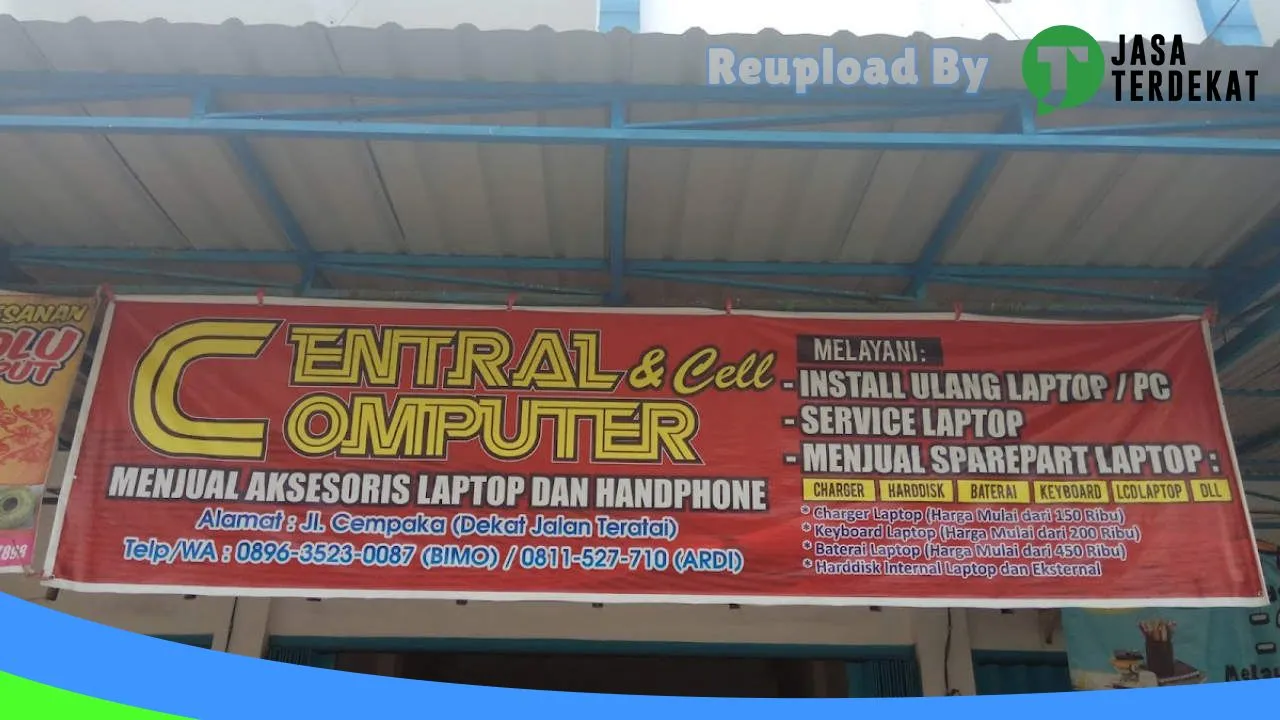 Reupload By
JASA
TERDEKAT
CENTRAL & Cell
COMPUTER
MENJUAL AKSESORIS LAPTOP DAN HANDPHONE
Alamat : Jl. Cempaka (Dekat Jalan Teratai)
Telp/WA : 0896-3523-0087 (BIMO) / 0811-527-710 (ARDI)
MELAYANI :
- INSTALL ULANG LAPTOP / PC
- SERVICE LAPTOP
- MENJUAL SPAREPART LAPTOP :
CHARGER HARDDISK BATERAI KEYBOARD LCD LAPTOP DLL
* Charger Laptop (Harga Mulai dari 150 Ribu)
* Keyboard Laptop (Harga Mulai dari 200 Ribu)
* Baterai Laptop (Harga Mulai dari 450 Ribu)
* Harddisk Internal Laptop dan Eksternal